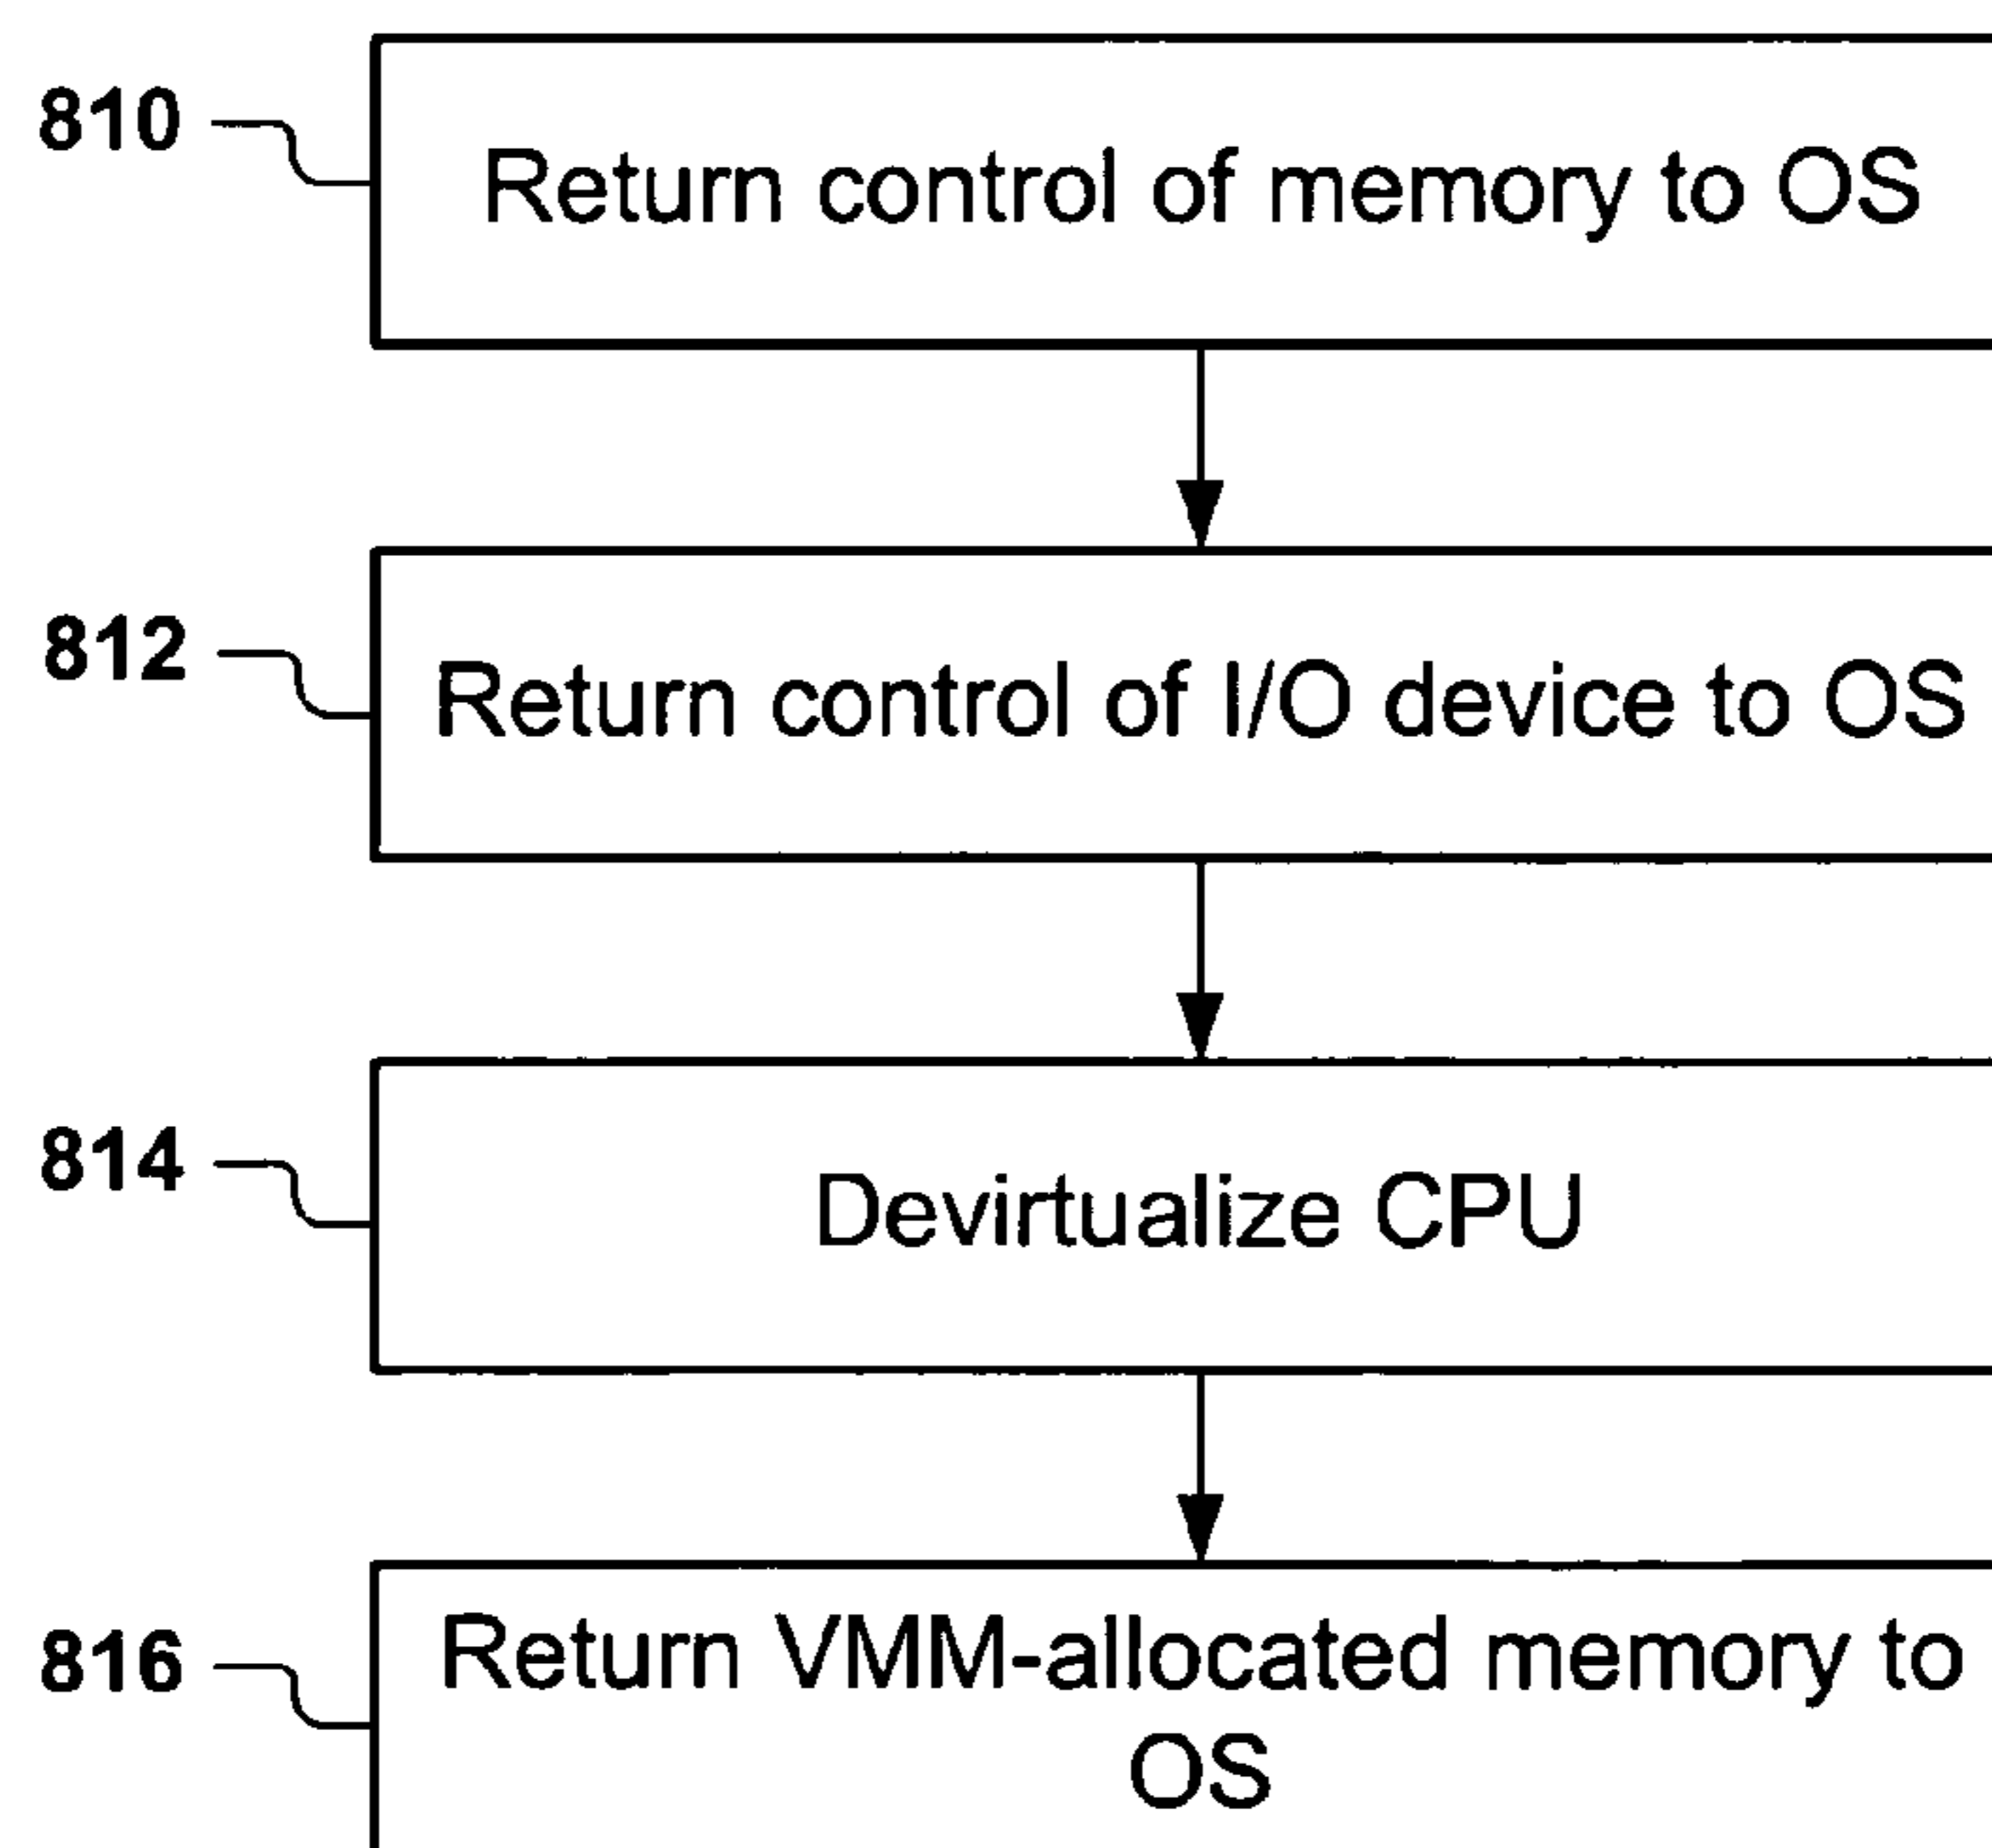 810
Return control of memory to OS
812
Return control of I/O device to OS
814
Devirtualize CPU
816
Return VMM-allocated memory to
OS